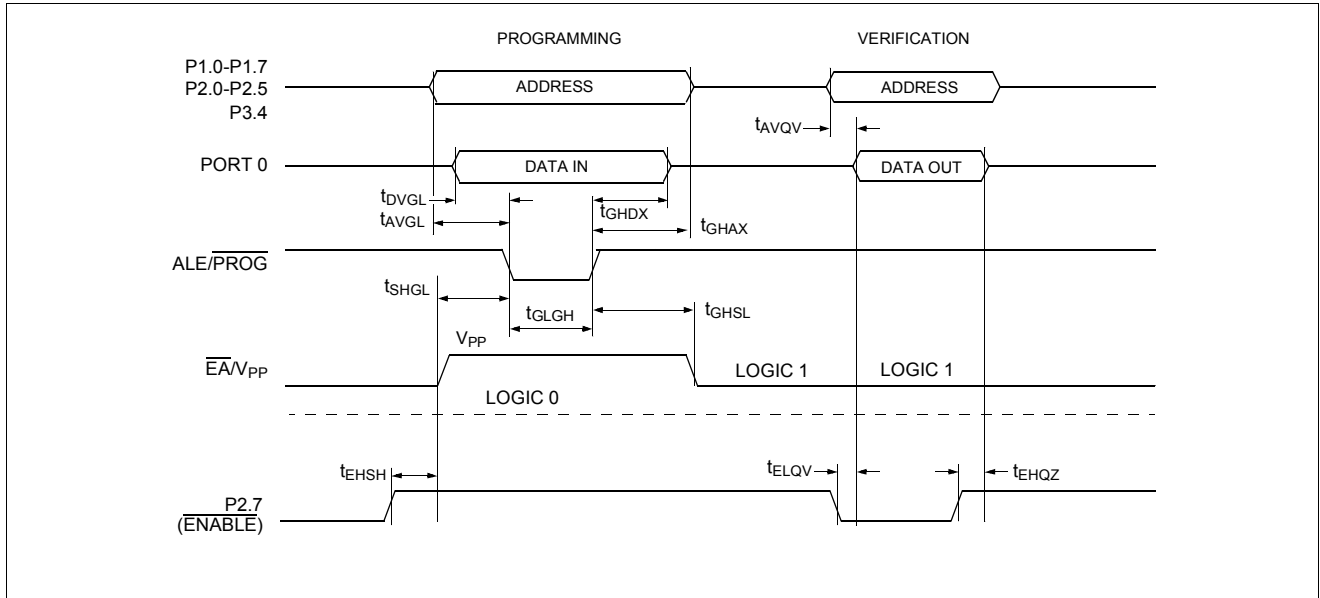 PROGRAMMING VERIFICATION
P1.0-P1.7
P2.0-P2.5
P3.4
ADDRESS ADDRESS
tAVQV
PORT 0
DATA IN DATA OUT
tDVGL
tGHDX
tAVGL
tGHAX
ALE/PROG
tSHGL
tGLGH
tGHSL
VPP
EA/VPP
LOGIC 1 LOGIC 1
LOGIC 0
tEHSH
tELQV
tEHQZ
P2.7
(ENABLE)